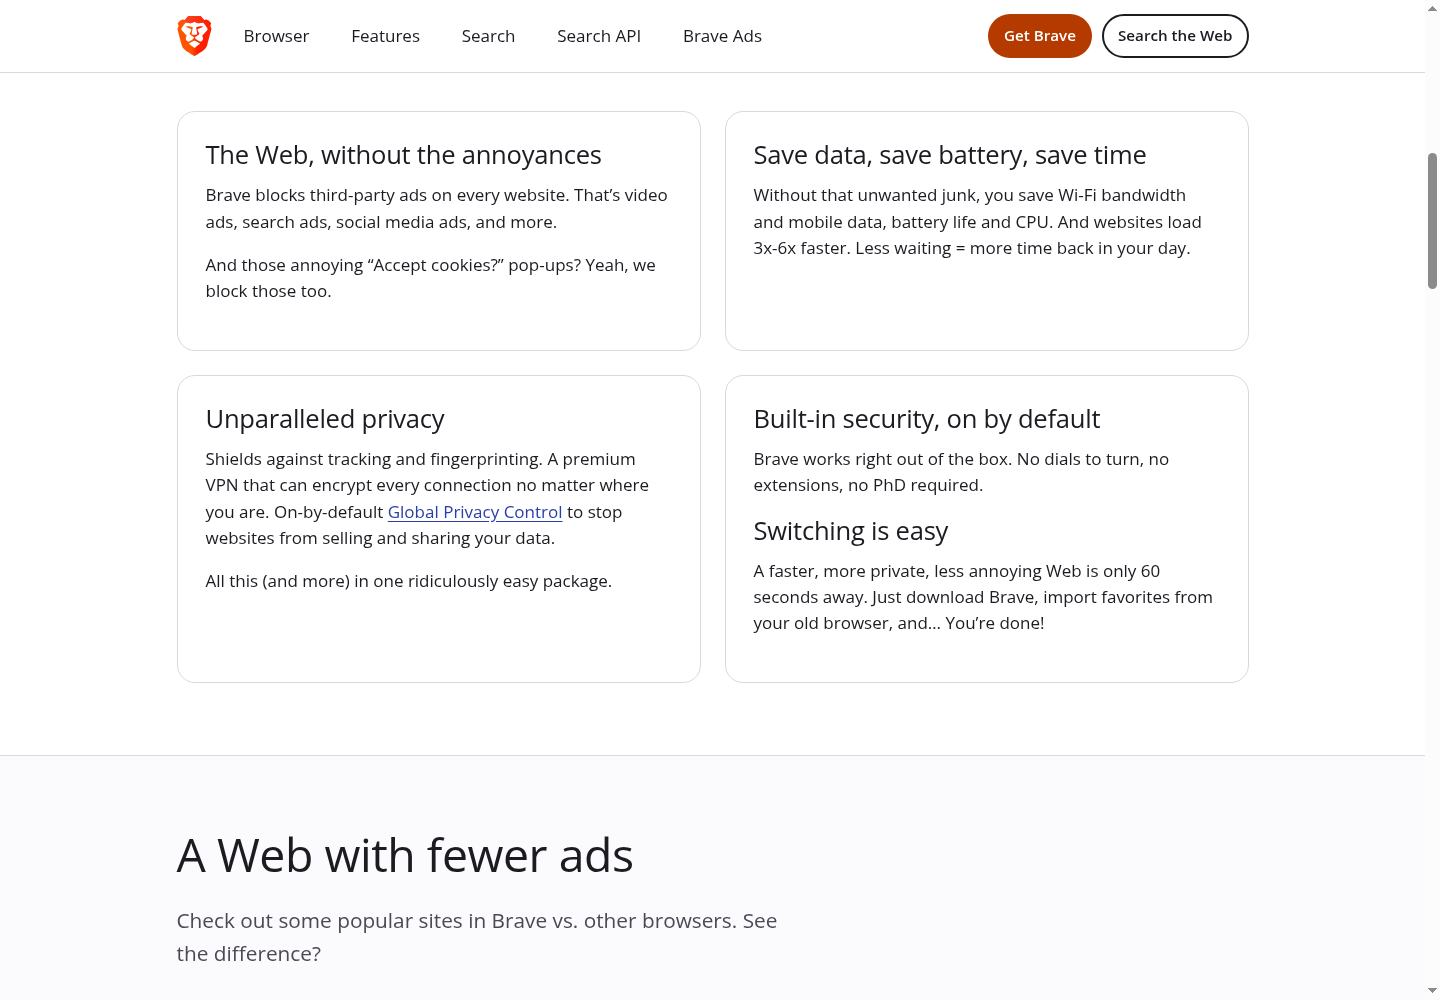 Browser
Features
Search
Search API
Brave Ads
Get Brave
Search the Web
The Web, without the annoyances
Brave blocks third-party ads on every website. That’s video
ads, search ads, social media ads, and more.
And those annoying “Accept cookies?” pop-ups? Yeah, we
block those too.
Save data, save battery, save time
Without that unwanted junk, you save Wi-Fi bandwidth
and mobile data, battery life and CPU. And websites load
3x-6x faster. Less waiting = more time back in your day.
Unparalleled privacy
Shields against tracking and fingerprinting. A premium
VPN that can encrypt every connection no matter where
you are. On-by-default Global Privacy Control to stop
websites from selling and sharing your data.
All this (and more) in one ridiculously easy package.
Built-in security, on by default
Brave works right out of the box. No dials to turn, no
extensions, no PhD required.
Switching is easy
A faster, more private, less annoying Web is only 60
seconds away. Just download Brave, import favorites from
your old browser, and… You’re done!
A Web with fewer ads
Check out some popular sites in Brave vs. other browsers. See
the difference?